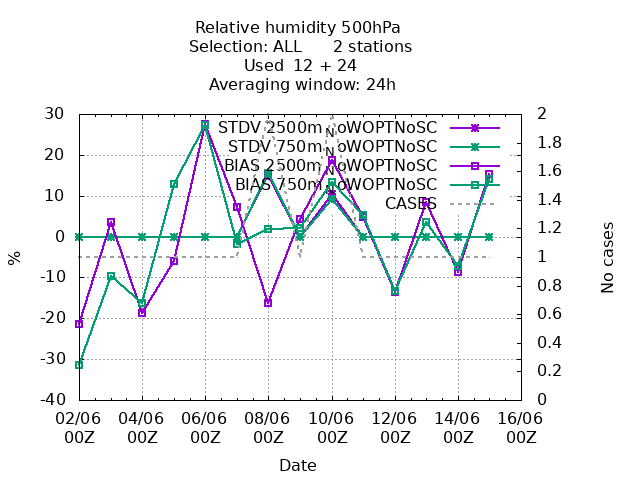 Relative humidity 500hPa
Selection: ALL      2 stations
Used  12 + 24
Averaging window: 24h
STDV 2500m NoWOPTNoSC
STDV 750m NoWOPTNoSC
BIAS 2500m NoWOPTNoSC
BIAS 750m NoWOPTNoSC
CASES
30
20
10
0
-10
-20
-30
-40
%
2
1.8
1.6
1.4
1.2
1
0.8
0.6
0.4
0.2
0
No cases
02/06 04/06 06/06 08/06 10/06 12/06 14/06 16/06
00Z 00Z 00Z 00Z 00Z 00Z 00Z 00Z
Date